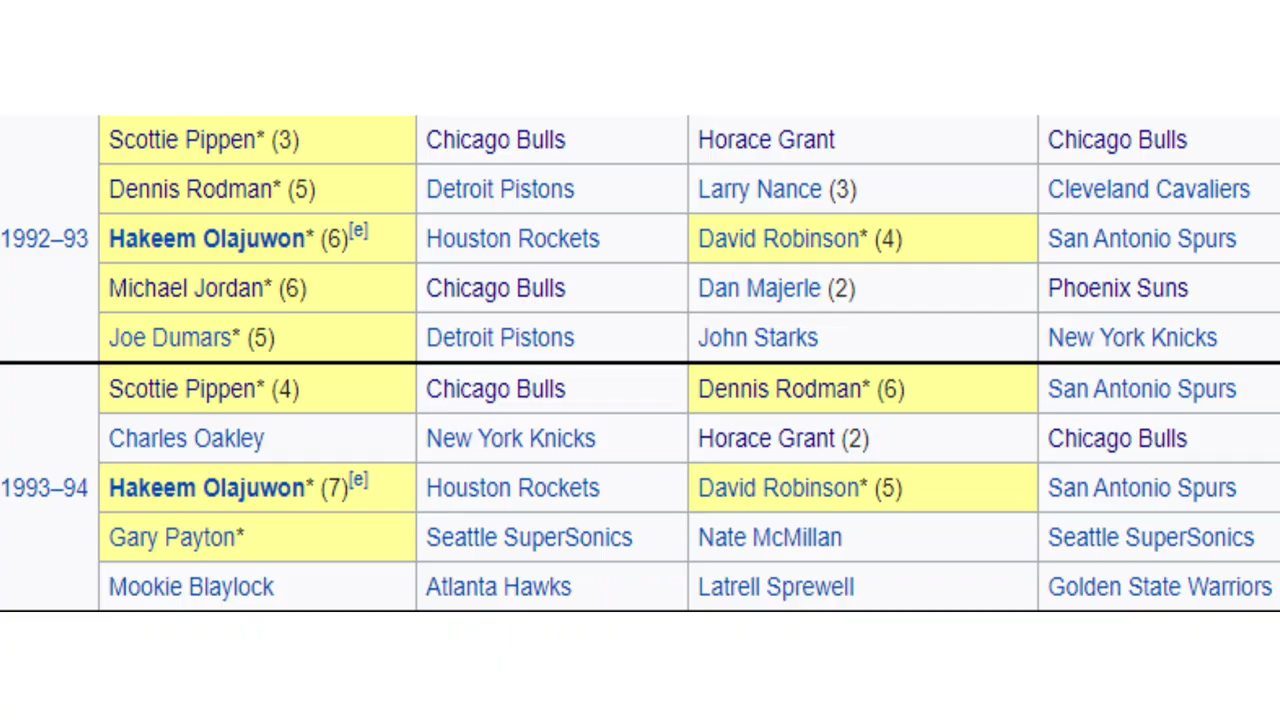 Scottie Pippen* (3) Chicago Bulls Horace Grant Chicago Bulls
Dennis Rodman* (5) Detroit Pistons Larry Nance (3) Cleveland Cavaliers
1992–93 Hakeem Olajuwon* (6)[e] Houston Rockets David Robinson* (4) San Antonio Spurs
Michael Jordan* (6) Chicago Bulls Dan Majerle (2) Phoenix Suns
Joe Dumars* (5) Detroit Pistons John Starks New York Knicks
Scottie Pippen* (4) Chicago Bulls Dennis Rodman* (6) San Antonio Spurs
Charles Oakley New York Knicks Horace Grant (2) Chicago Bulls
1993–94 Hakeem Olajuwon* (7)[e] Houston Rockets David Robinson* (5) San Antonio Spurs
Gary Payton* Seattle SuperSonics Nate McMillan Seattle SuperSonics
Mookie Blaylock Atlanta Hawks Latrell Sprewell Golden State Warriors